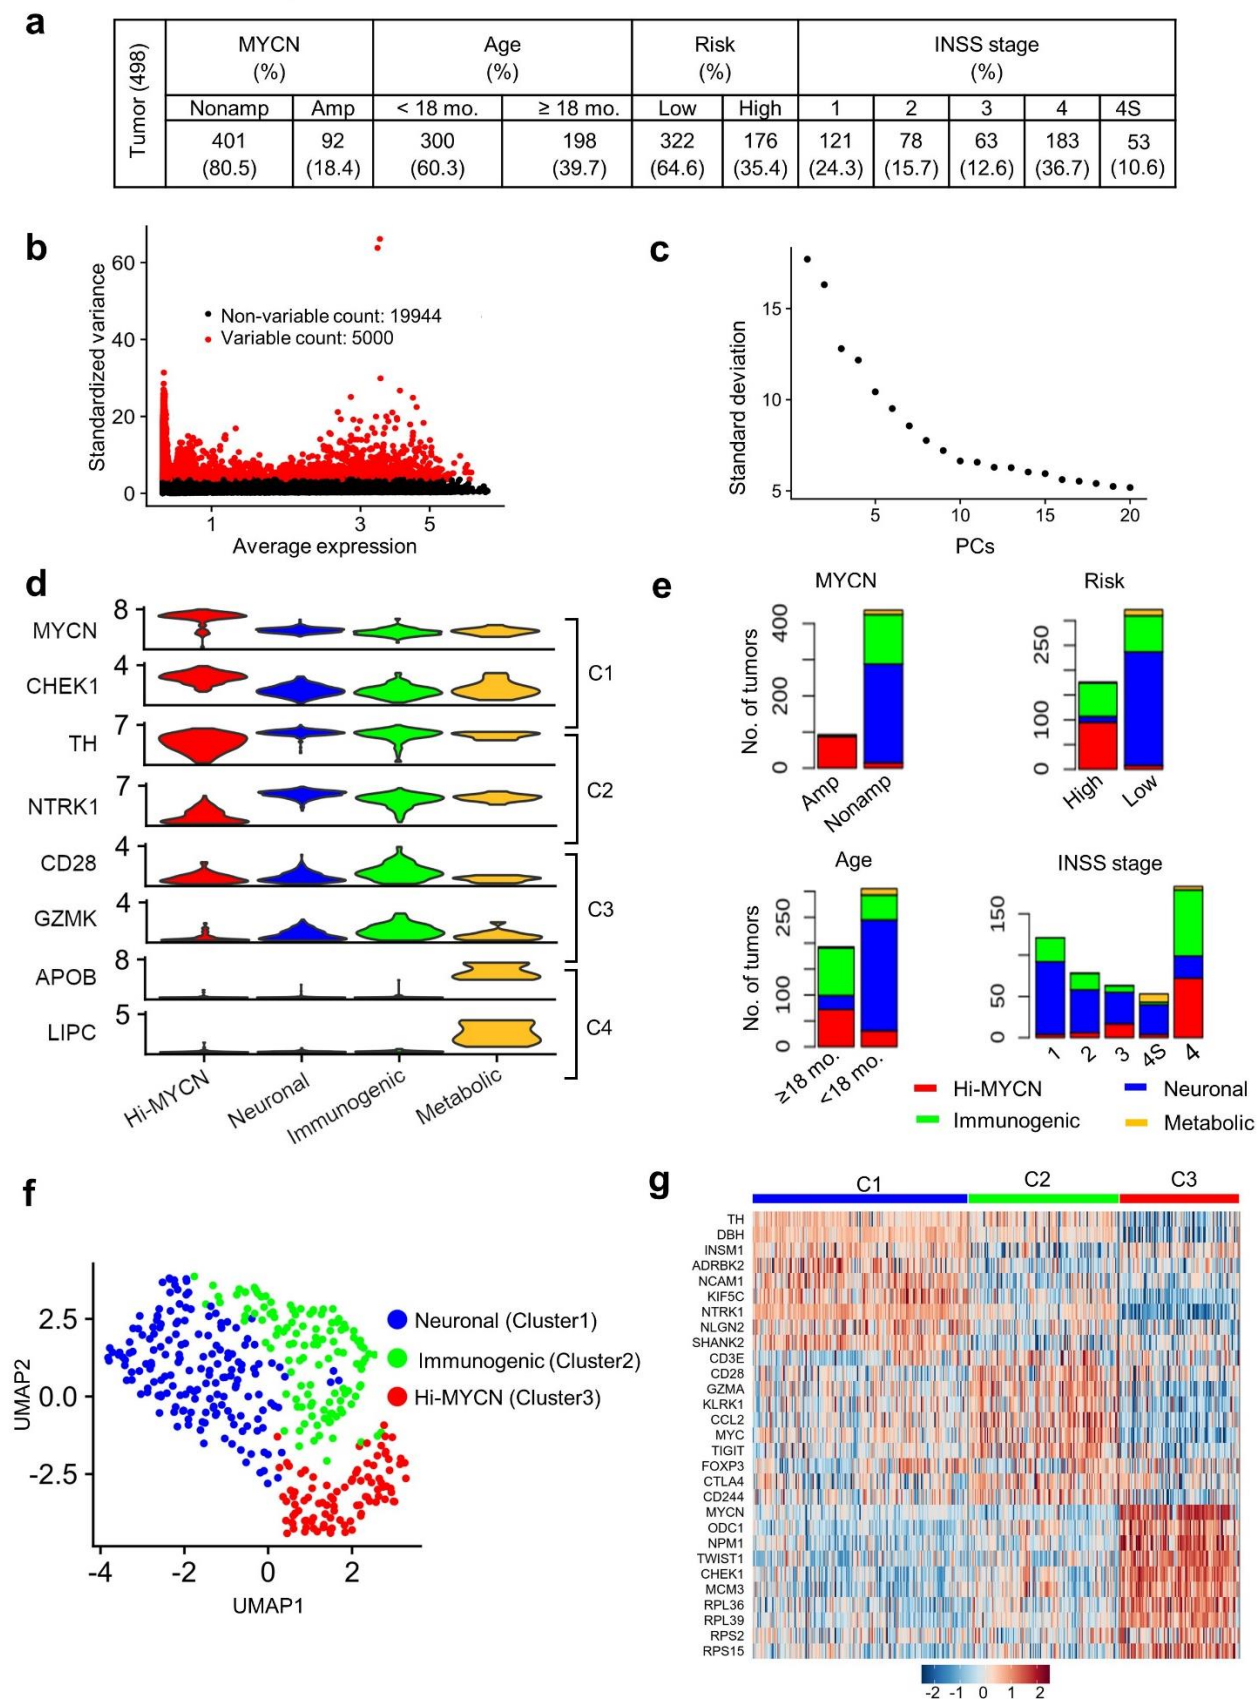 a
Tumor (498)
MYCN Age Risk INSS stage
(%) (%) (%) (%)
Nonamp Amp < 18 mo. ≥ 18 mo. Low High 1 2 3 4 4S
401 92 300 198 322 176 121 78 63 183 53
(80.5) (18.4) (60.3) (39.7) (64.6) (35.4) (24.3) (15.7) (12.6) (36.7) (10.6)
b
Standardized variance
60
40
20
0
Non-variable count: 19944
Variable count: 5000
1 3 5
Average expression
c
Standard deviation
15
10
5
5 10 15 20
PCs
d
MYCN 8
CHEK1 4
C1
TH 7
NTRK1 7
C2
CD28 4
GZMK 4
C3
APOB 8
LIPC 5
C4
Hi-MYCN Neuronal Immunogenic Metabolic
e
MYCN
No. of tumors
400
200
0
Amp Nonamp
Risk
250
100
0
High Low
Age
No. of tumors
250
100
0
≥18 mo. <18 mo.
INSS stage
150
50
0
1 2 3 4S 4
Hi-MYCN Neuronal
Immunogenic Metabolic
f
UMAP2
2.5
0.0
-2.5
-4 -2 0 2
UMAP1
Neuronal (Cluster1)
Immunogenic (Cluster2)
Hi-MYCN (Cluster3)
g
C1 C2 C3
TH
DBH
INSM1
ADRBK2
NCAM1
KIF5C
NTRK1
NLGN2
SHANK2
CD3E
CD28
GZMA
KLRK1
CCL2
MYC
TIGIT
FOXP3
CTLA4
CD244
MYCN
ODC1
NPM1
TWIST1
CHEK1
MCM3
RPL36
RPL39
RPS2
RPS15
-2 -1 0 1 2